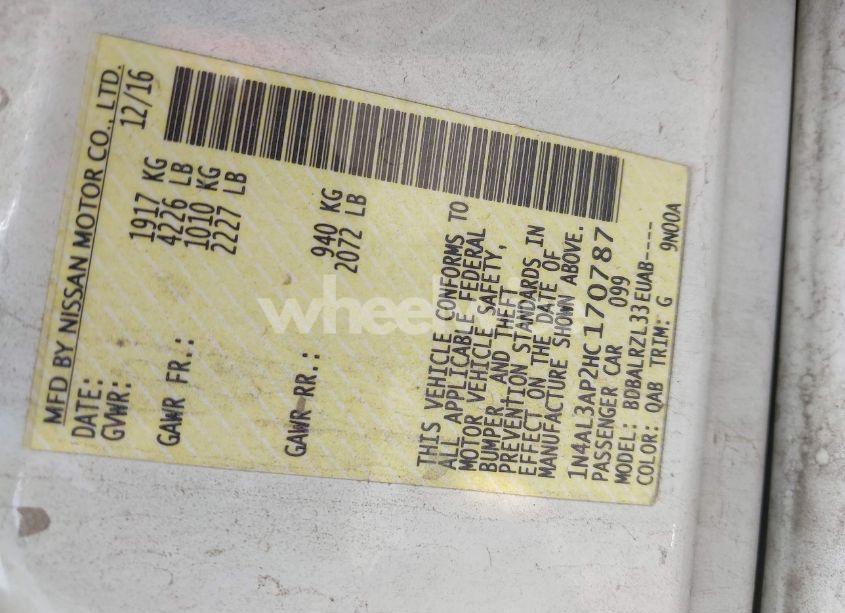 MFD BY NISSAN MOTOR CO., LTD.
DATE: 12/16
GVWR: 1917 KG
4226 LB
GAWR FR.: 1010 KG
2227 LB
GAWR RR.: 940 KG
2072 LB
THIS VEHICLE CONFORMS TO
ALL APPLICABLE FEDERAL
MOTOR VEHICLE SAFETY,
BUMPER AND THEFT
PREVENTION STANDARDS IN
EFFECT ON THE DATE OF
MANUFACTURE SHOWN ABOVE.
1N4AL3AP2HC170787
PASSENGER CAR 099
MODEL: BDBALRZL33EUAB----
COLOR: QAB TRIM: G 9N00A